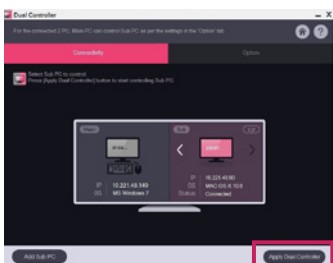 Dual Controller
For the connected 2 PC, Main PC can control Sub PC as per the settings in the 'Option' tab.
Connectivity
Option
Select Sub PC to control.
Press [Apply Dual Controller] button to start controlling Sub PC.
Main
Sub
IP 10.221.40.140
OS MS Windows 7
IP 10.221.40.90
OS MAC OS X 10.8
Status Connected
Add Sub PC
Apply Dual Controller